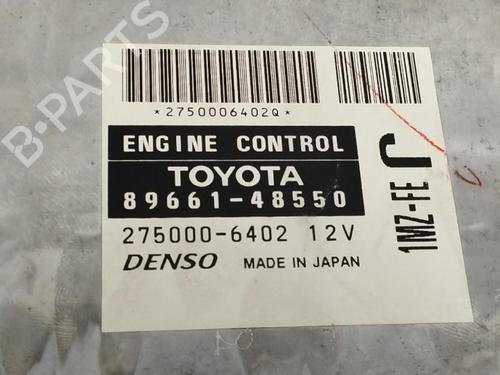 B-PARTS
*2750006402Q*
ENGINE CONTROL
TOYOTA
89661-48550
275000-6402 12V
DENSO MADE IN JAPAN
1MZ-FE J